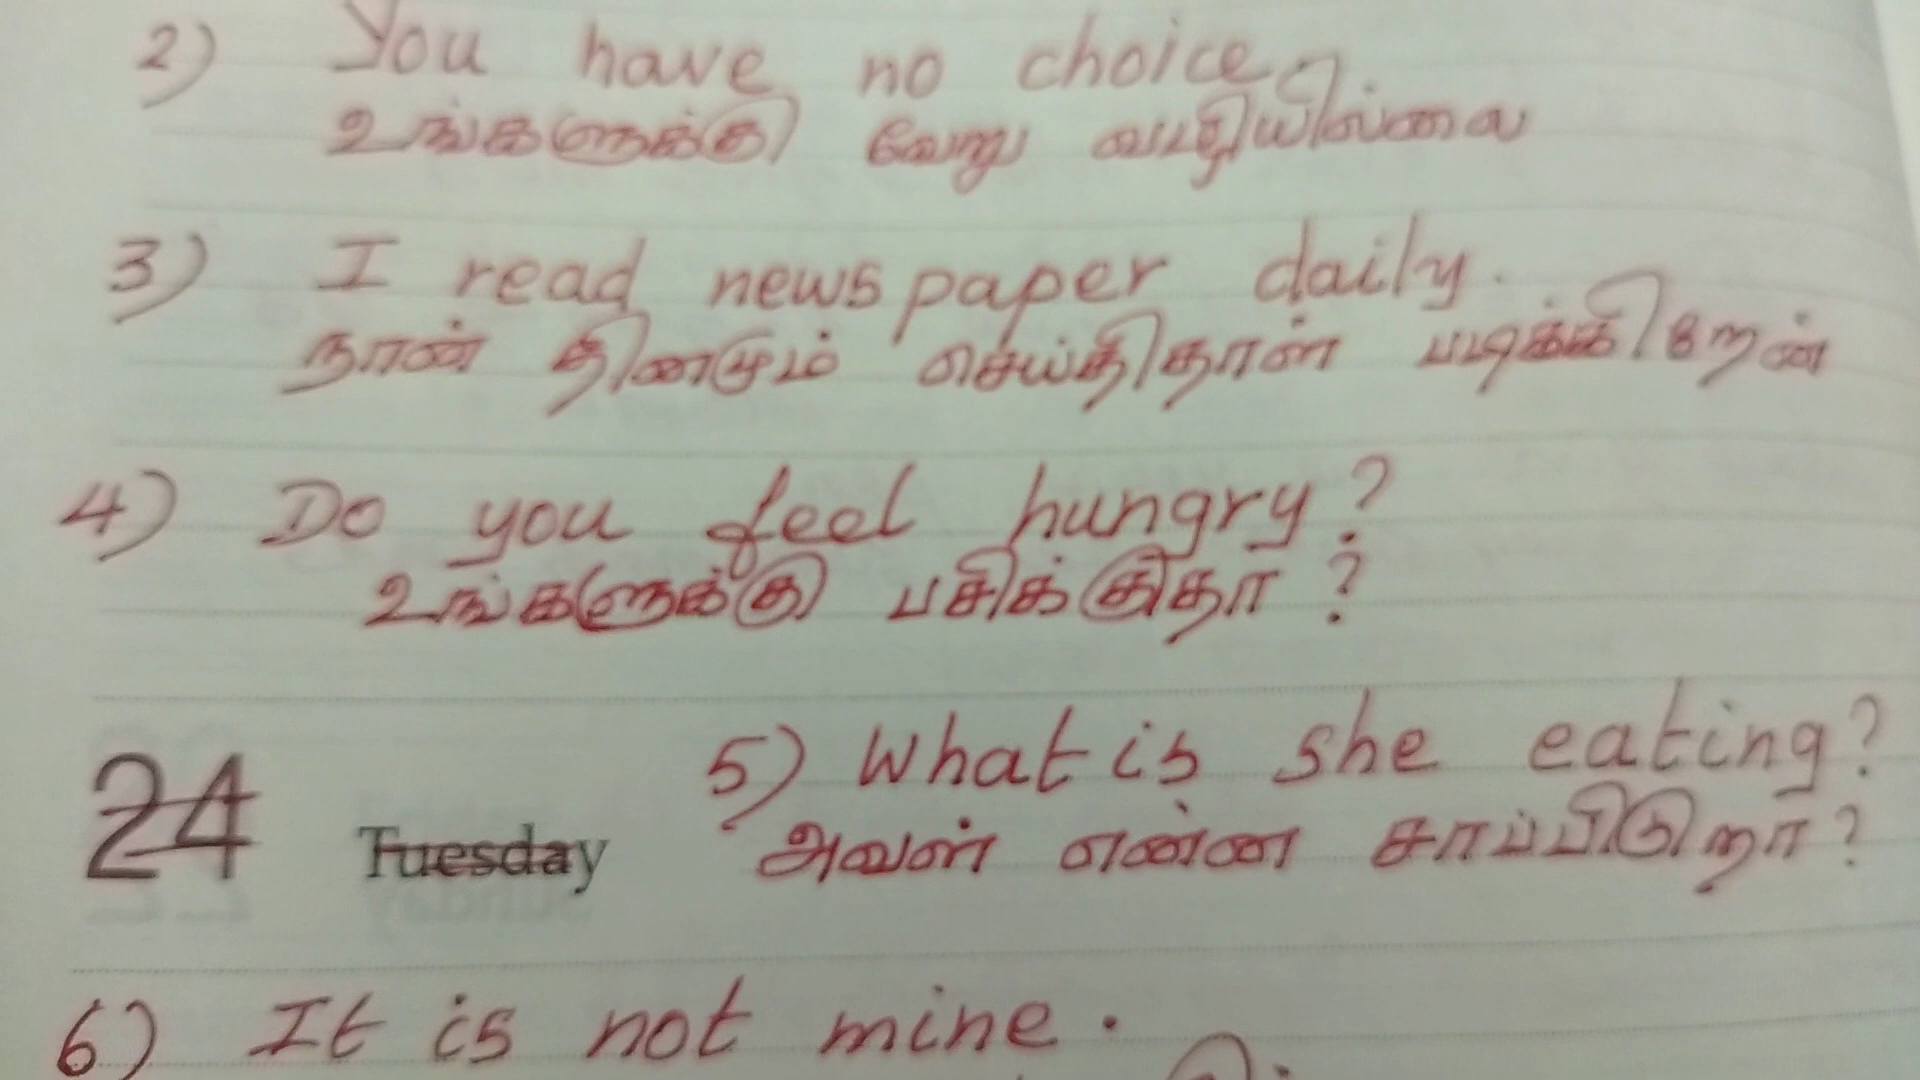 2) You have no choice.
உங்களுக்கு வேறு வழியில்லை
3) I read newspaper daily.
நான் தினமும் செய்திதாள் படிக்கிறேன்
4) Do you feel hungry?
உங்களுக்கு பசிக்குதா?
5) What is she eating?
24 Tuesday
அவள் என்ன சாப்பிடுறா?
6) It is not mine.